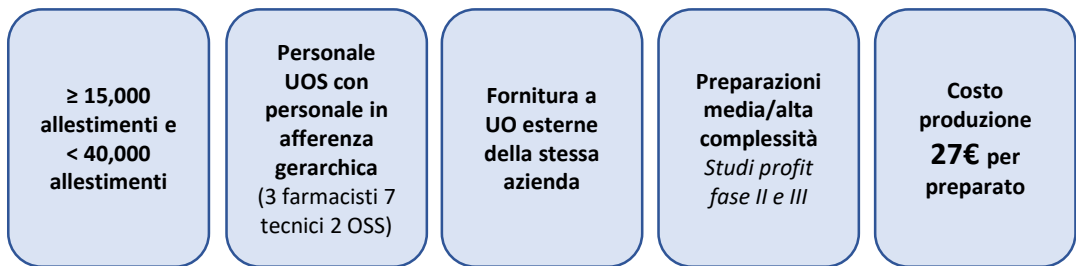 ≥ 15,000
allestimenti e
< 40,000
allestimenti
Personale
UOS con
personale in
afferenza
gerarchica
(3 farmacisti 7
tecnici 2 OSS)
Fornitura a
UO esterne
della stessa
azienda
Preparazioni
media/alta
complessità
Studi profit
fase II e III
Costo
produzione
27€ per
preparato